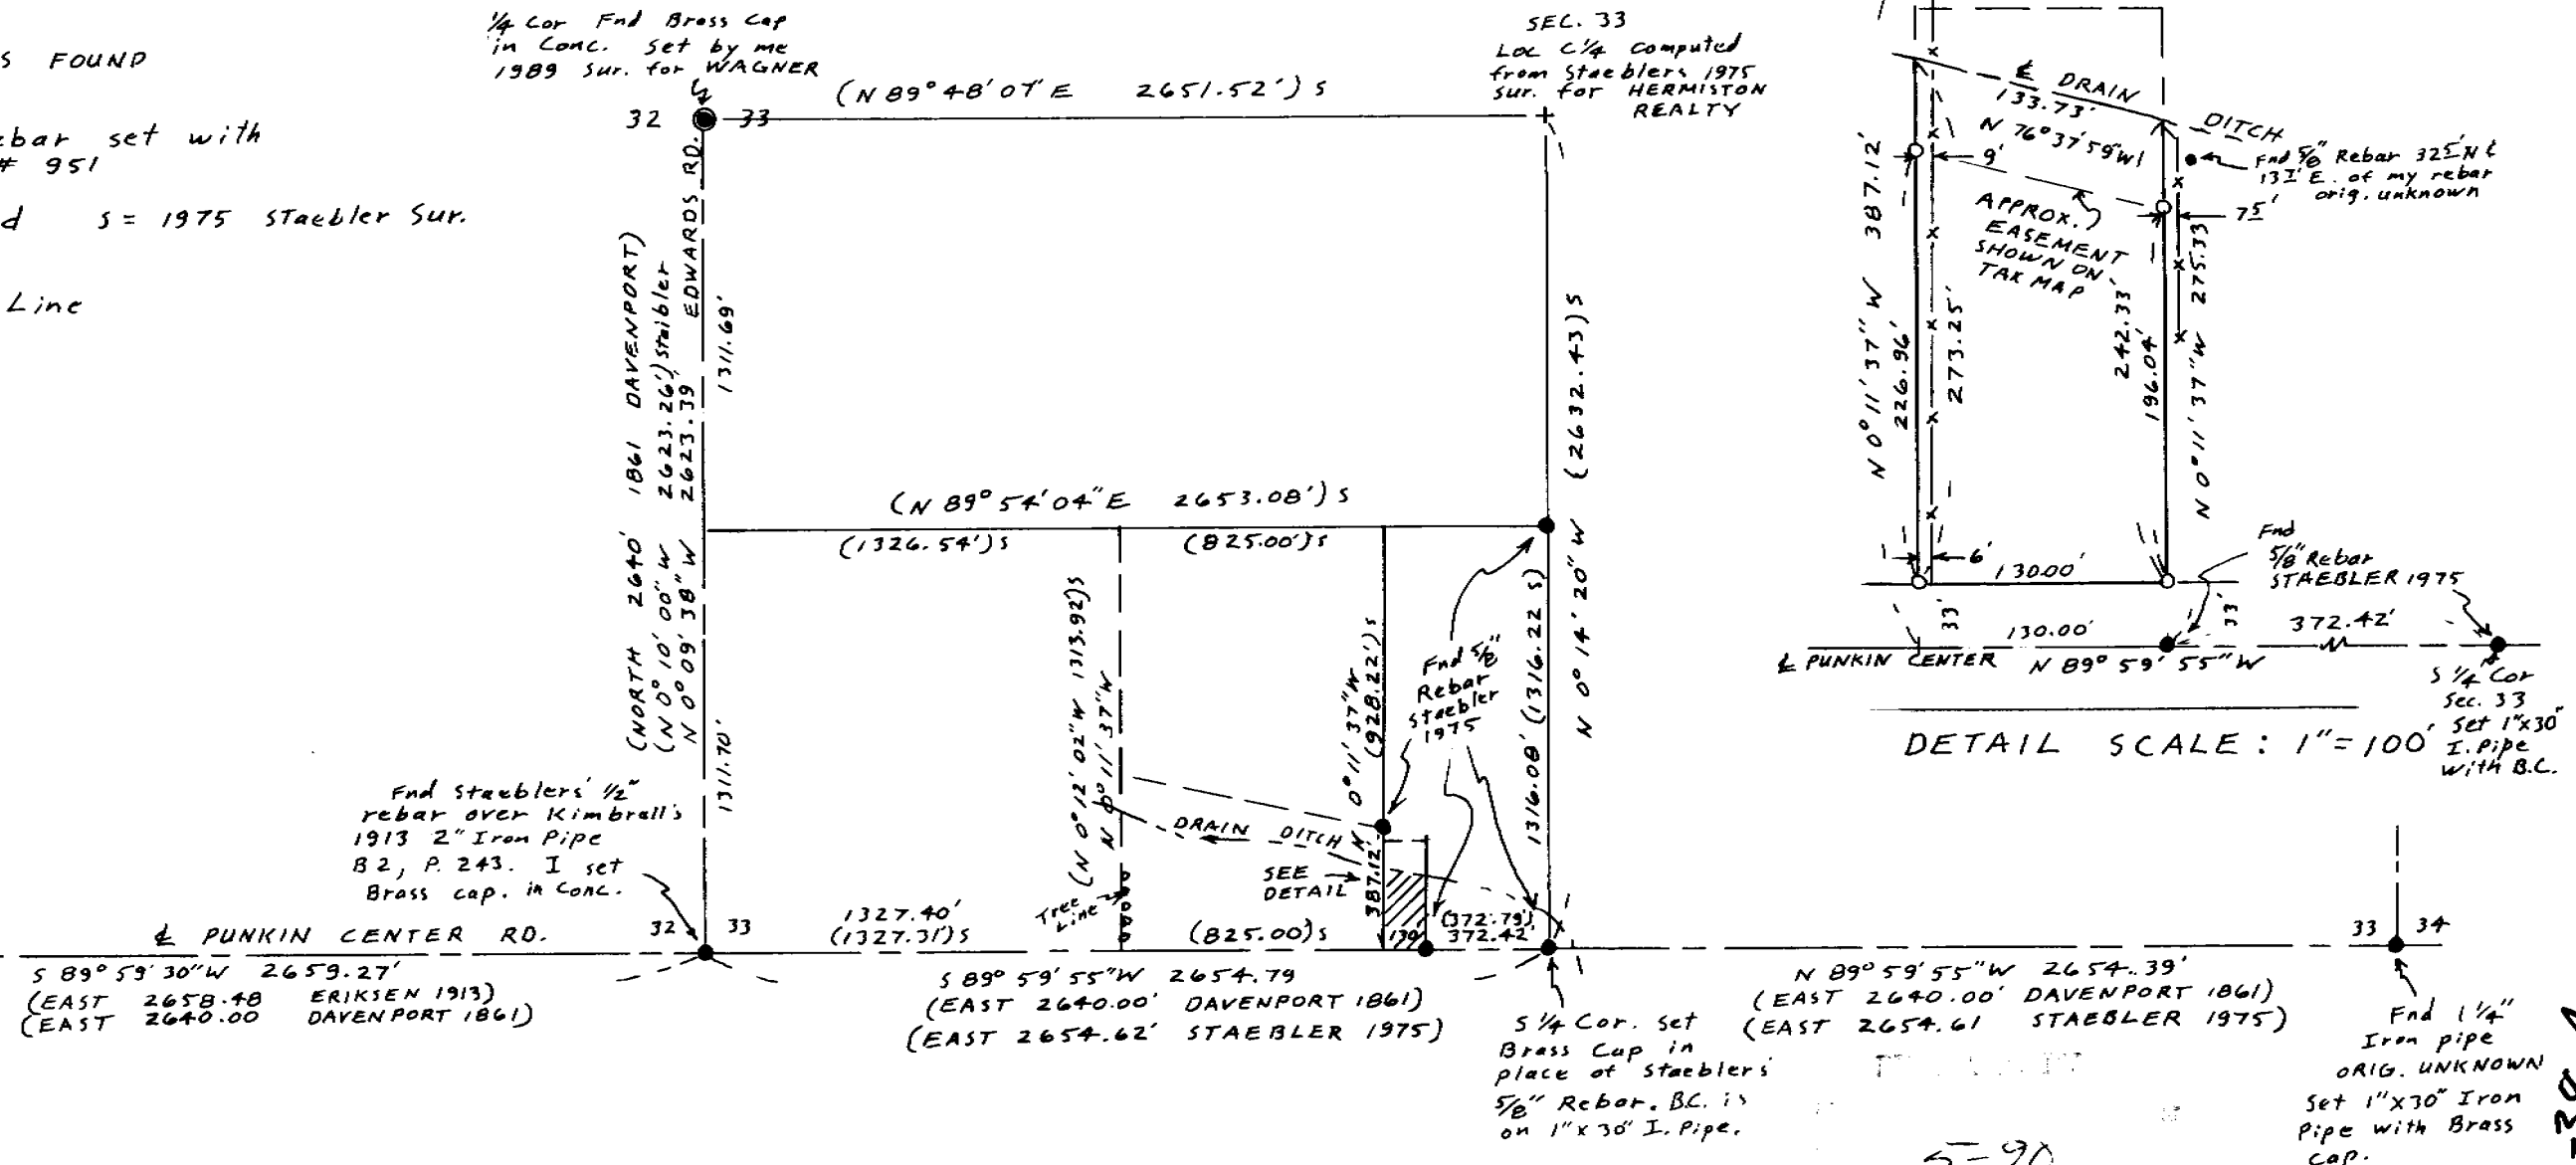 S FOUND
ebar set with
# 951
d S = 1975 Staebler Sur.
Line
1/4 Cor Fnd Brass Cap
in Conc. Set by me
1989 Sur. for WAGNER
32 33
(N 89° 48' 07" E 2651.52') S
SEC. 33
Loc C 1/4 Computed
from Staeblers 1975
Sur. for HERMISTON
REALTY
(NORTH 2640' 1861 DAVENPORT)
(N 0° 10' 00" W 2623.26') Staibler
N 0° 09' 38" W 2623.39
EDWARDS RD.
1311.69'
1311.70'
(2632.43) S
(N 89° 54' 04" E 2653.08') S
(1326.54') S
(825.00') S
(N 0° 12' 02" W 1313.92) S
N 0° 11' 37" W
N 0° 11' 37" W
(928.22') S
387.12'
Fnd 5/8"
Rebar
Staebler
1975
1316.08' (1316.22 S)
N 0° 14' 20" W
DRAIN DITCH
SEE
DETAIL
Tree
Line
Fnd Staeblers' 1/2"
rebar over Kimbrall's
1913 2" Iron Pipe
B 2, P. 243. I set
Brass cap. in Conc.
℄ PUNKIN CENTER RD.
32 33
1327.40'
(1327.31') S
(825.00) S
130'
(372.79')
372.42'
33 34
S 89° 59' 30" W 2659.27'
(EAST 2658.48 ERIKSEN 1913)
(EAST 2640.00 DAVENPORT 1861)
S 89° 59' 55" W 2654.79
(EAST 2640.00' DAVENPORT 1861)
(EAST 2654.62' STAEBLER 1975)
S 1/4 Cor. set
Brass Cap in
place of Staeblers'
5/8" Rebar. B.C. is
on 1" x 30" I. Pipe.
N 89° 59' 55" W 2654.39'
(EAST 2640.00' DAVENPORT 1861)
(EAST 2654.61 STAEBLER 1975)
Fnd 1 1/4"
Iron pipe
ORIG. UNKNOWN
Set 1" x 30" Iron
Pipe with Brass
Cap.
℄ DRAIN DITCH
133.73'
N 76° 37' 59" W
9'
Fnd 5/8" Rebar 32.5' N &
13.1' E. of my rebar
orig. unknown
7.5'
APPROX.
EASEMENT
SHOWN ON
TAX MAP
387.12'
N 0° 11' 37" W
226.96'
273.25'
242.33'
196.04'
N 0° 11' 37" W 275.33
6'
130.00'
Fnd
5/8" Rebar
STAEBLER 1975
33'
33'
130.00'
372.42'
℄ PUNKIN CENTER N 89° 59' 55" W
S 1/4 Cor
Sec. 33
Set 1" x 30"
I. Pipe
with B.C.
DETAIL SCALE: 1" = 100'